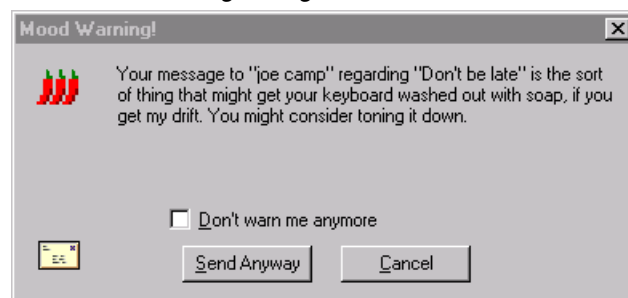 Mood Warning!
Your message to "joe camp" regarding "Don't be late" is the sort
of thing that might get your keyboard washed out with soap, if you
get my drift. You might consider toning it down.
Don't warn me anymore
Send Anyway
Cancel